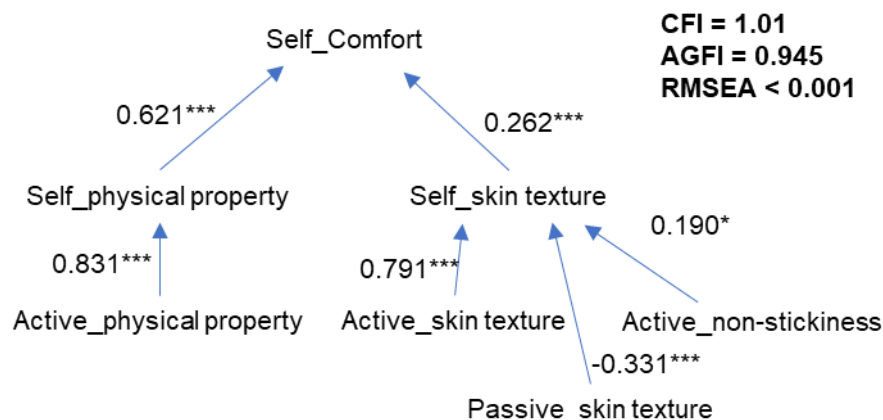 Self_Comfort
CFI = 1.01
AGFI = 0.945
RMSEA < 0.001
0.621***
0.262***
Self_physical property
Self_skin texture
0.190*
0.831***
0.791***
Active_physical property
Active_skin texture
Active_non-stickiness
-0.331***
Passive_skin texture